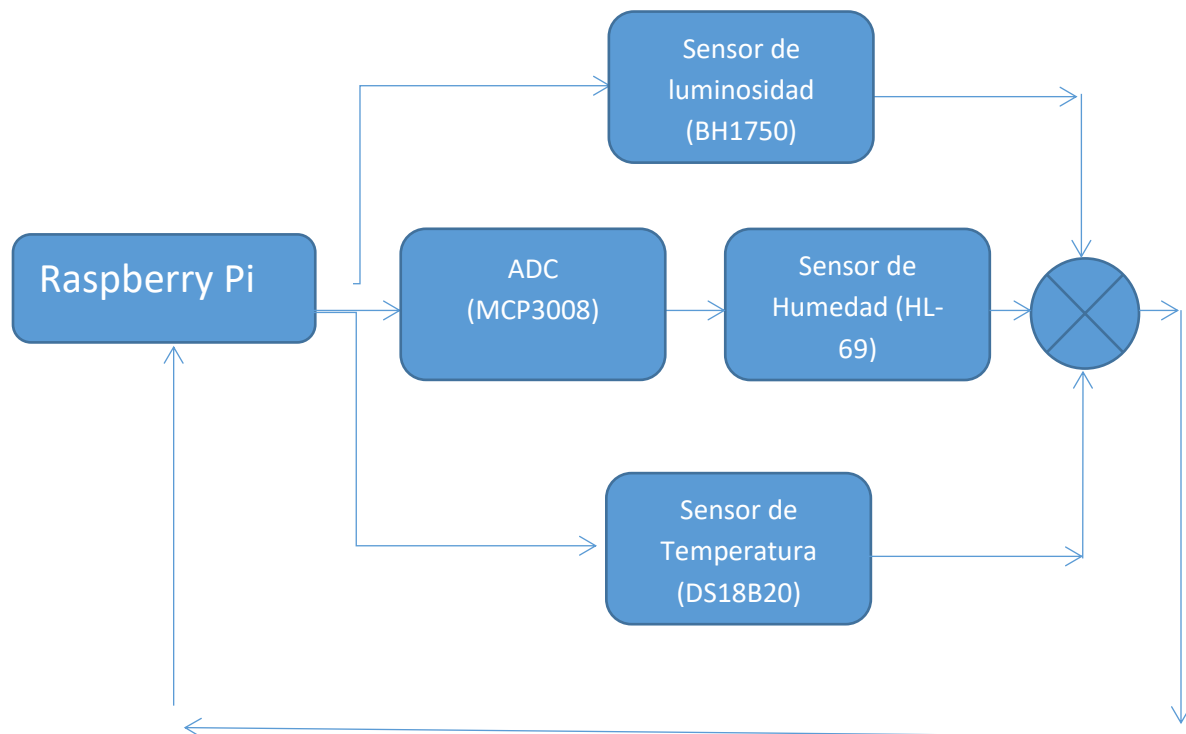 Sensor de
luminosidad
(BH1750)
Raspberry Pi
ADC
(MCP3008)
Sensor de
Humedad (HL-
69)
Sensor de
Temperatura
(DS18B20)